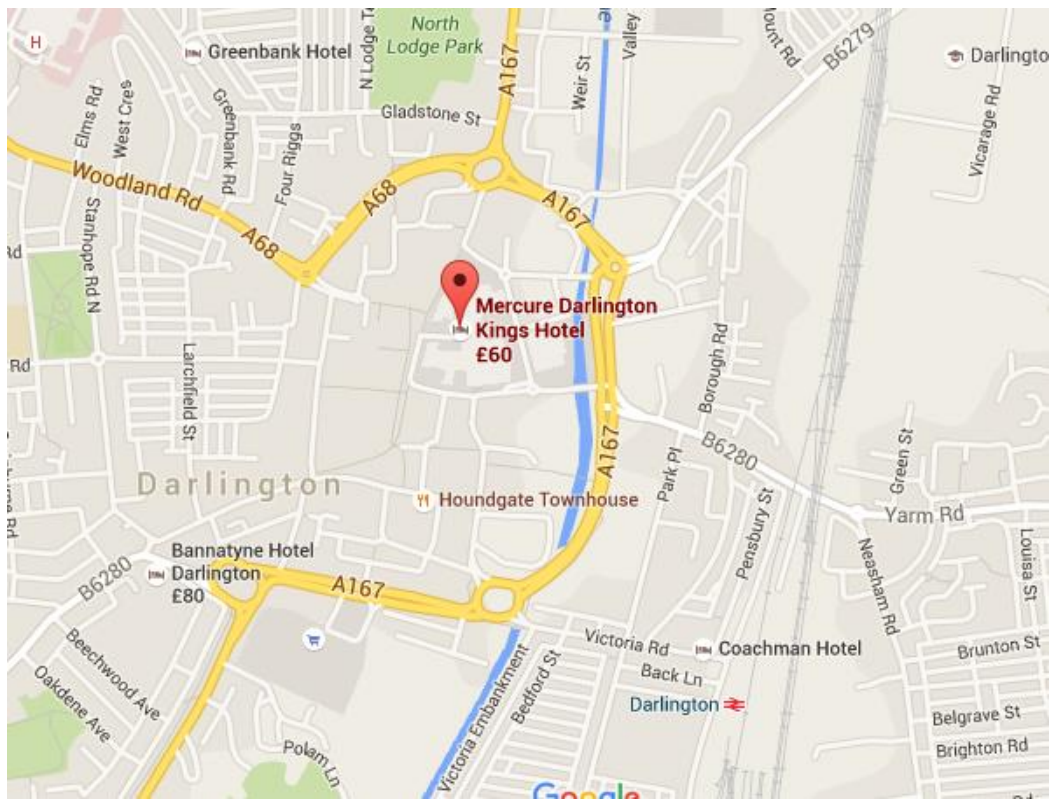 North
Lodge Park
H
Greenbank Hotel
N Lodge Te
A167
Weir St
Valley
Mount Rd
B6279
Darlingto
Elms Rd
West Cres
Greenbank Rd
Four Riggs
Gladstone St
Vicarage Rd
Woodland Rd
A68
A68
A167
Stanhope Rd N
Rd
Mercure Darlington
Kings Hotel
£60
Rd
Larchfield St
Borough Rd
A167
B6280
Park Pl
Green St
Darlington
Houndgate Townhouse
Pensbury St
Yarm Rd
Louisa St
Neasham Rd
B6280
Bannatyne Hotel
Darlington
£80
A167
Victoria Rd
Coachman Hotel
Brunton St
Back Ln
Beechwood Ave
Oakdene Ave
Victoria Embankment
Bedford St
Darlington
Belgrave St
Brighton Rd
Polam Ln
Google
Rd